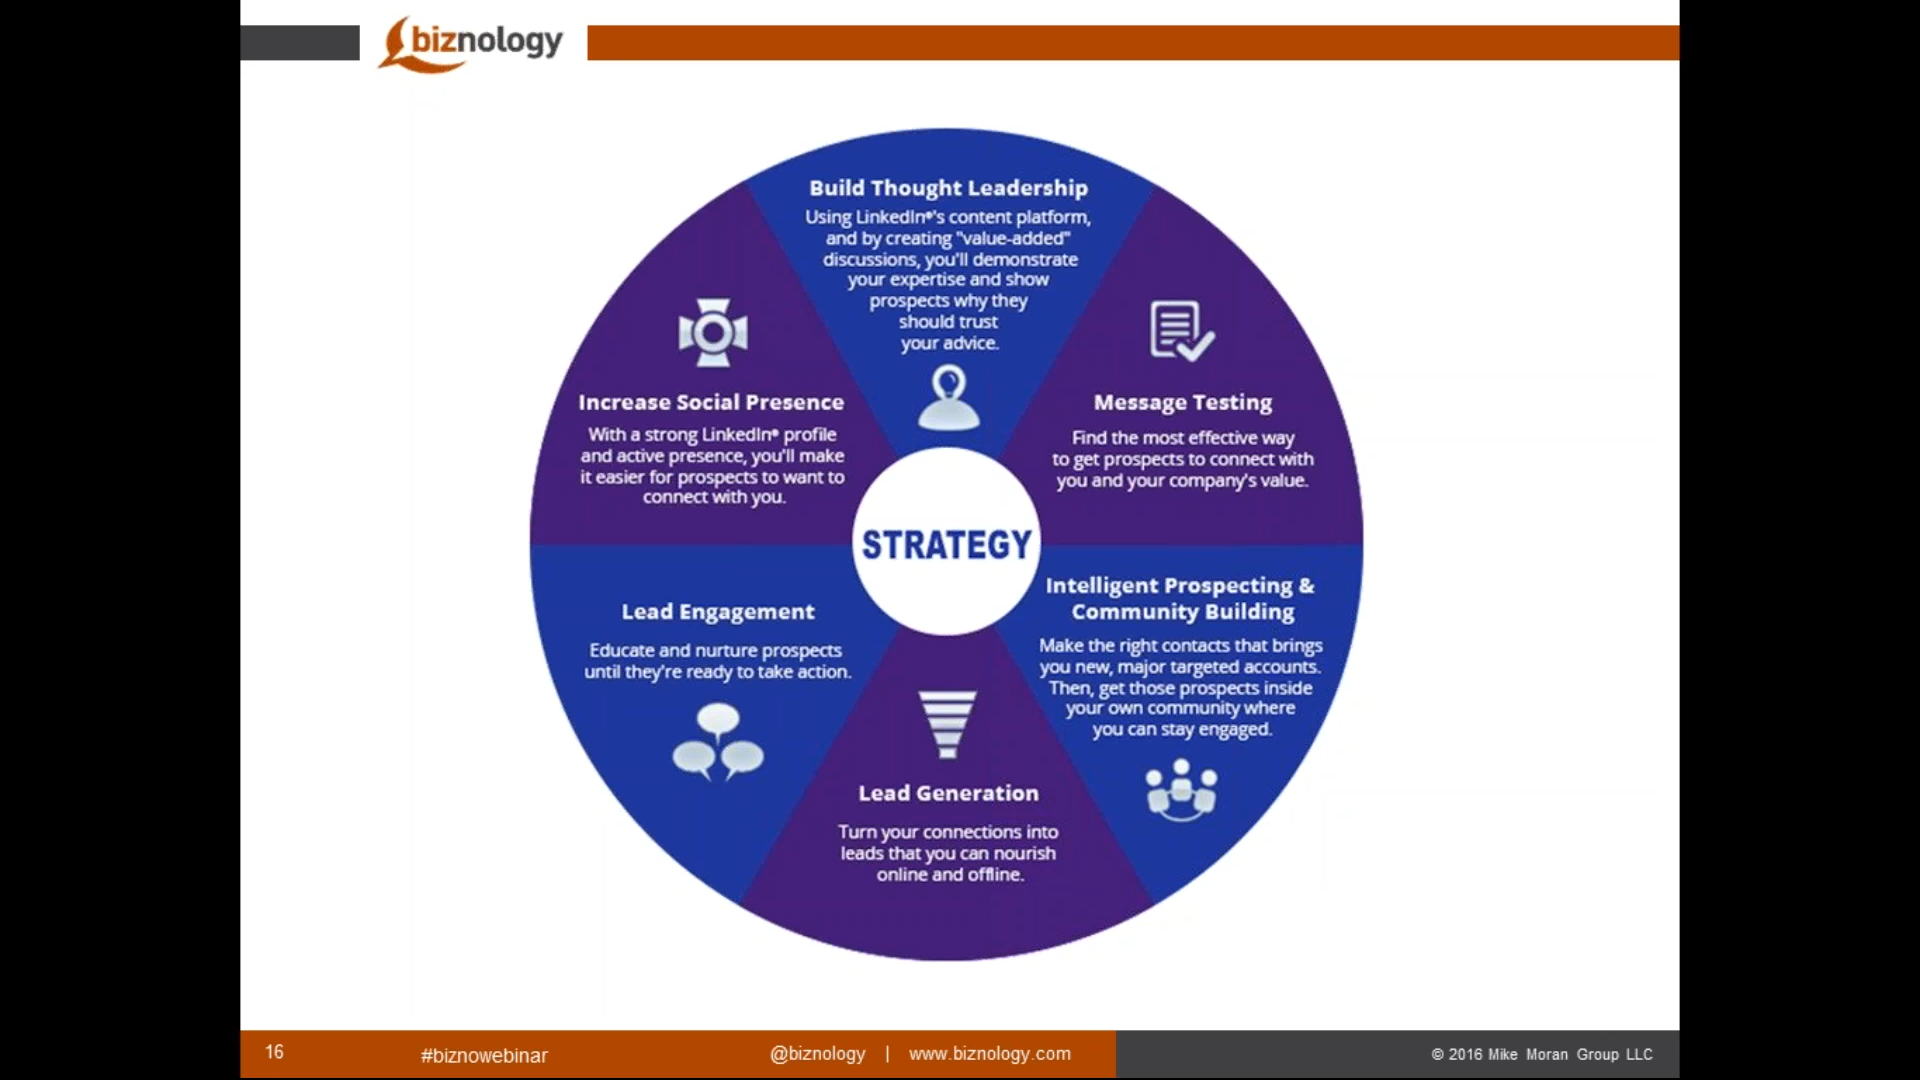 biznology
Build Thought Leadership
Using LinkedIn®'s content platform,
and by creating "value-added"
discussions, you'll demonstrate
your expertise and show
prospects why they
should trust
your advice.
Message Testing
Find the most effective way
to get prospects to connect with
you and your company's value.
Intelligent Prospecting &
Community Building
Make the right contacts that brings
you new, major targeted accounts.
Then, get those prospects inside
your own community where
you can stay engaged.
Lead Generation
Turn your connections into
leads that you can nourish
online and offline.
Lead Engagement
Educate and nurture prospects
until they're ready to take action.
Increase Social Presence
With a strong LinkedIn® profile
and active presence, you'll make
it easier for prospects to want to
connect with you.
STRATEGY
16
#biznowebinar
@biznology | www.biznology.com
© 2016 Mike Moran Group LLC